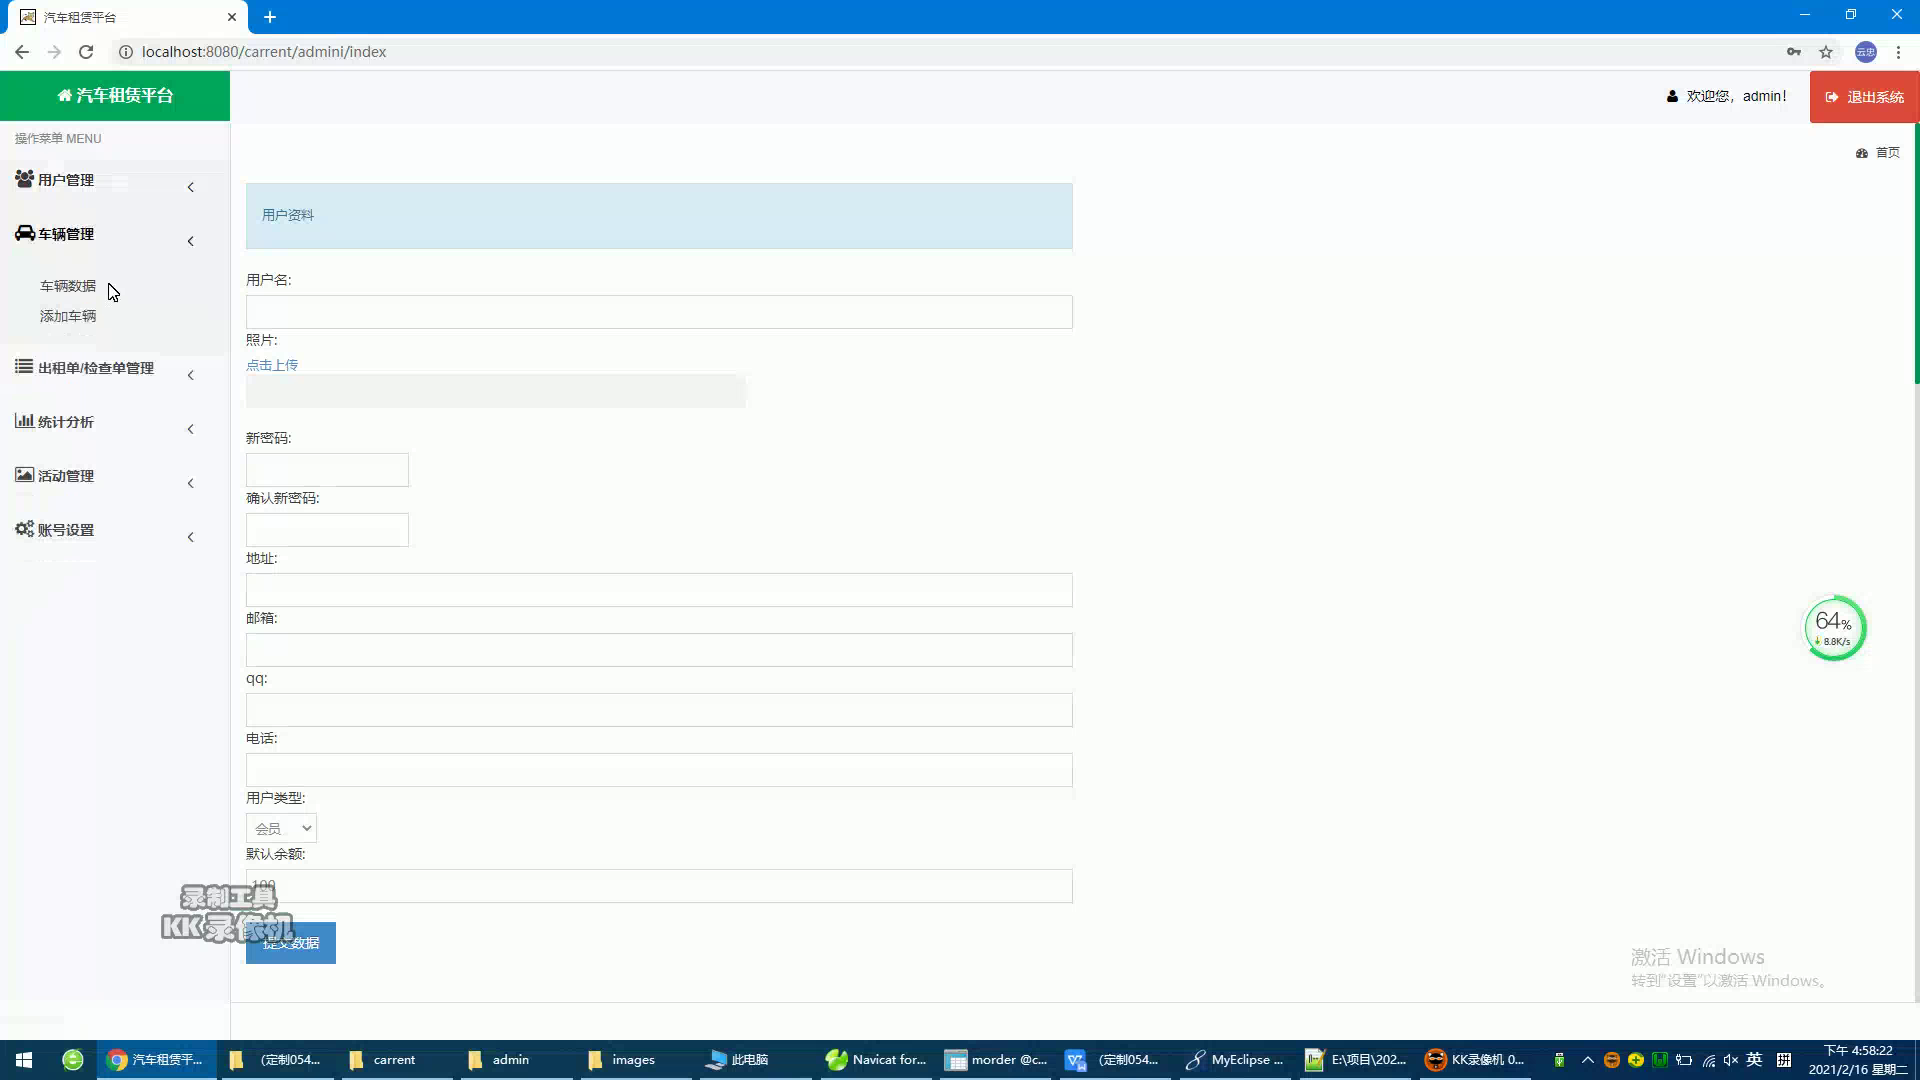 汽车租赁平台
localhost:8080/carrent/admini/index
云忠
汽车租赁平台
欢迎您，admin！
退出系统
操作菜单 MENU
首页
用户管理
车辆管理
车辆数据
添加车辆
出租单/检查单管理
统计分析
活动管理
账号设置
用户资料
用户名:
照片:
点击上传
新密码:
确认新密码:
地址:
邮箱:
qq:
电话:
用户类型:
会员
默认余额:
100
提交数据
64%
8.8K/s
录制工具
KK录像机
激活 Windows
转到"设置"以激活 Windows。
汽车租赁平...
(定制054...
carrent
admin
images
此电脑
Navicat for...
morder @c...
(定制054...
MyEclipse ...
E:\项目\202...
KK录像机 0...
英
拼
下午 4:58:22
2021/2/16 星期二